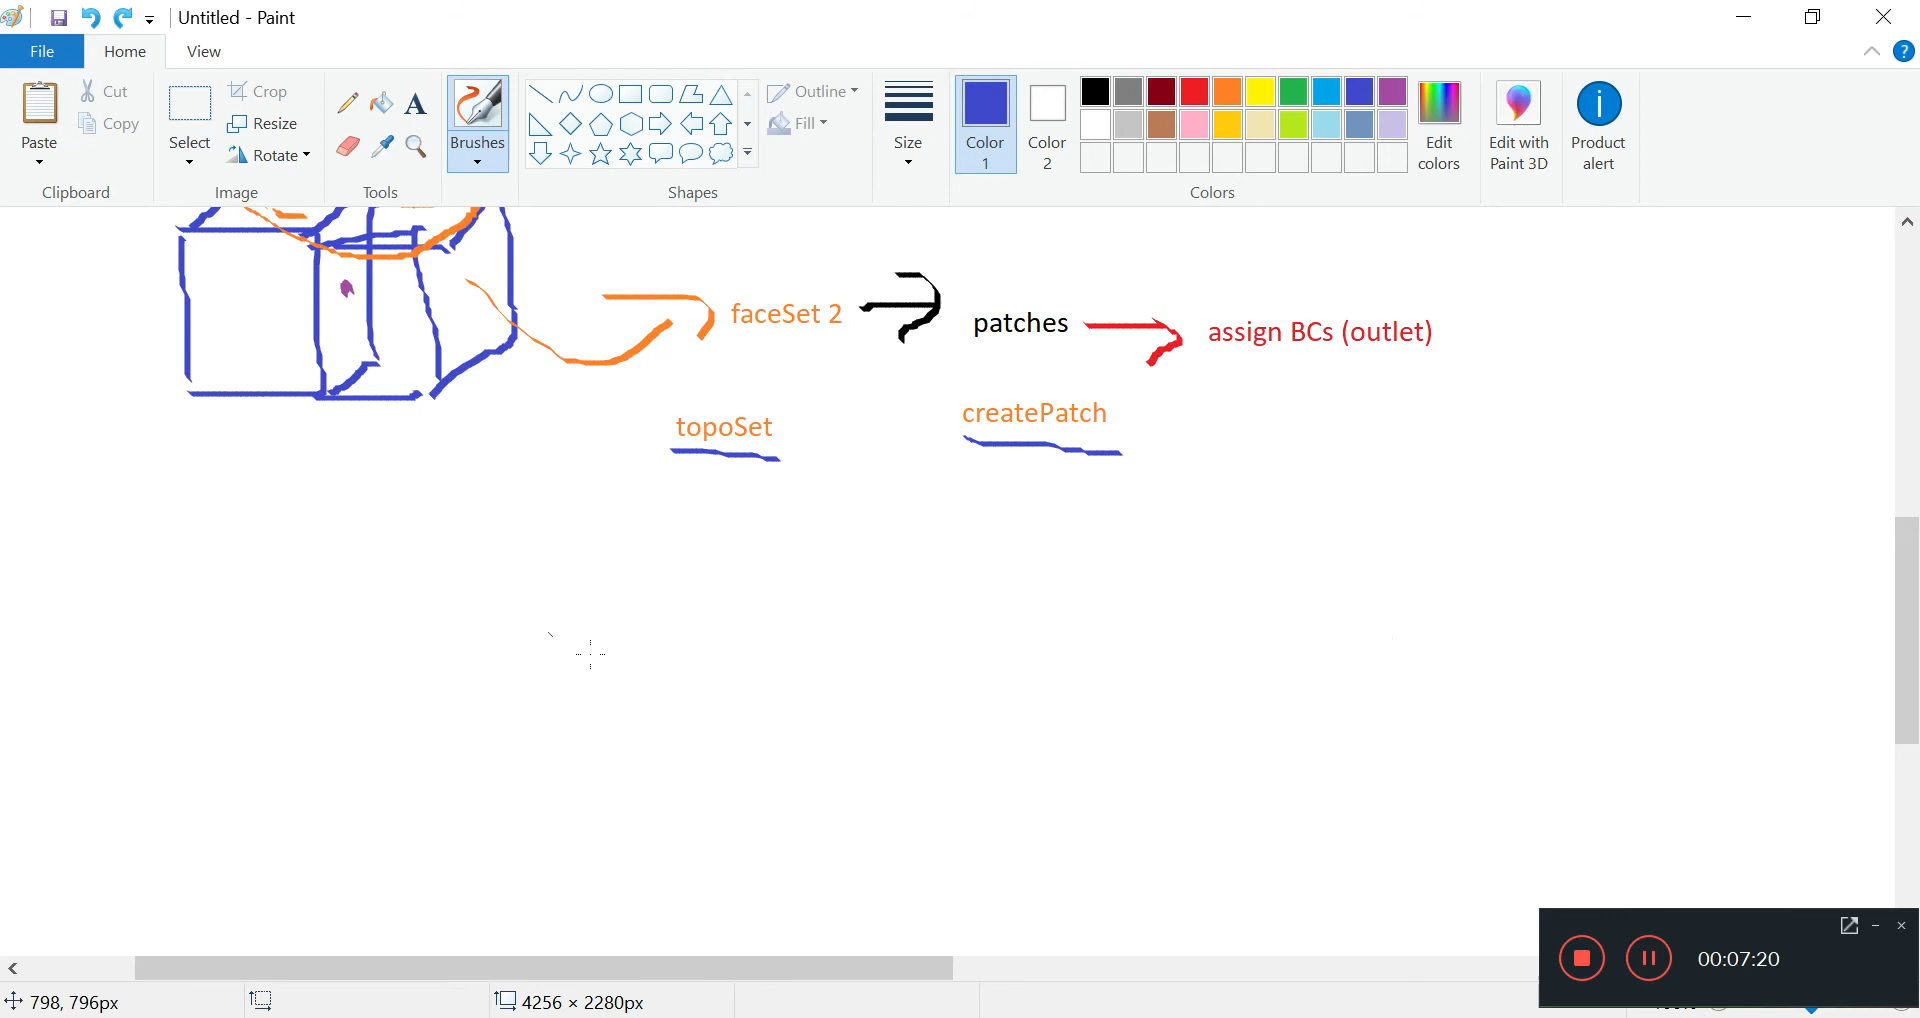 Untitled - Paint
File
Home
View
Paste
Cut
Copy
Clipboard
Select
Crop
Resize
Rotate
Image
A
Tools
Brushes
Shapes
Outline
Fill
Size
Color 1
Color 2
Colors
Edit colors
Edit with Paint 3D
Product alert
faceSet 2
patches
assign BCs (outlet)
topoSet
createPatch
00:07:20
798, 796px
4256 × 2280px